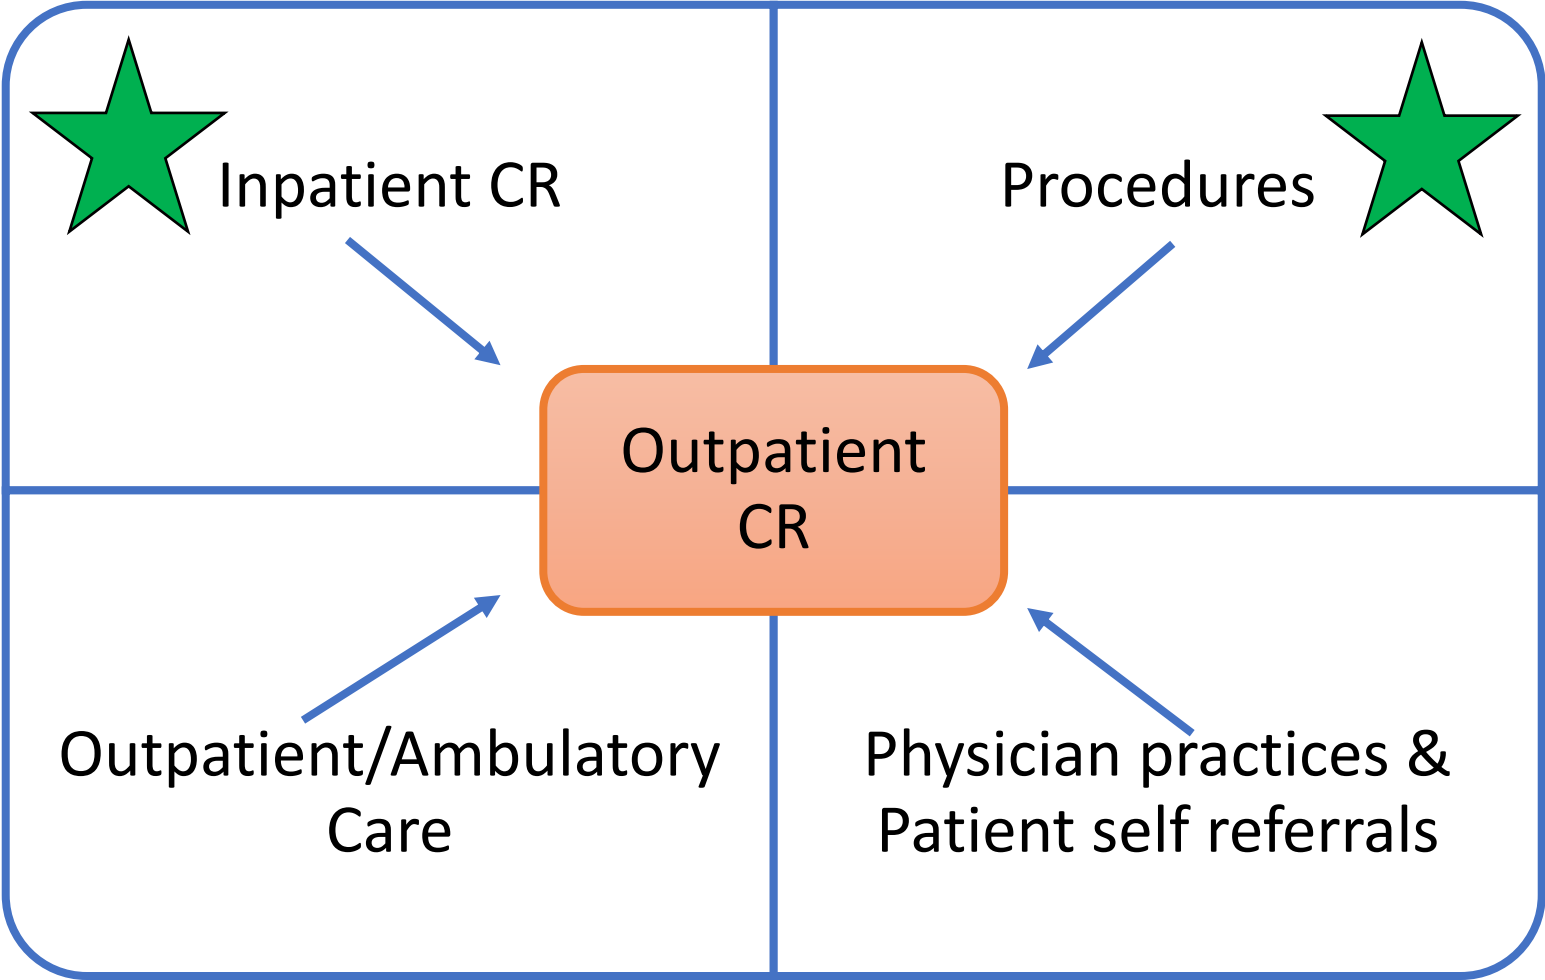 Inpatient CR
Procedures
Outpatient
CR
Outpatient/Ambulatory
Care
Physician practices &
Patient self referrals